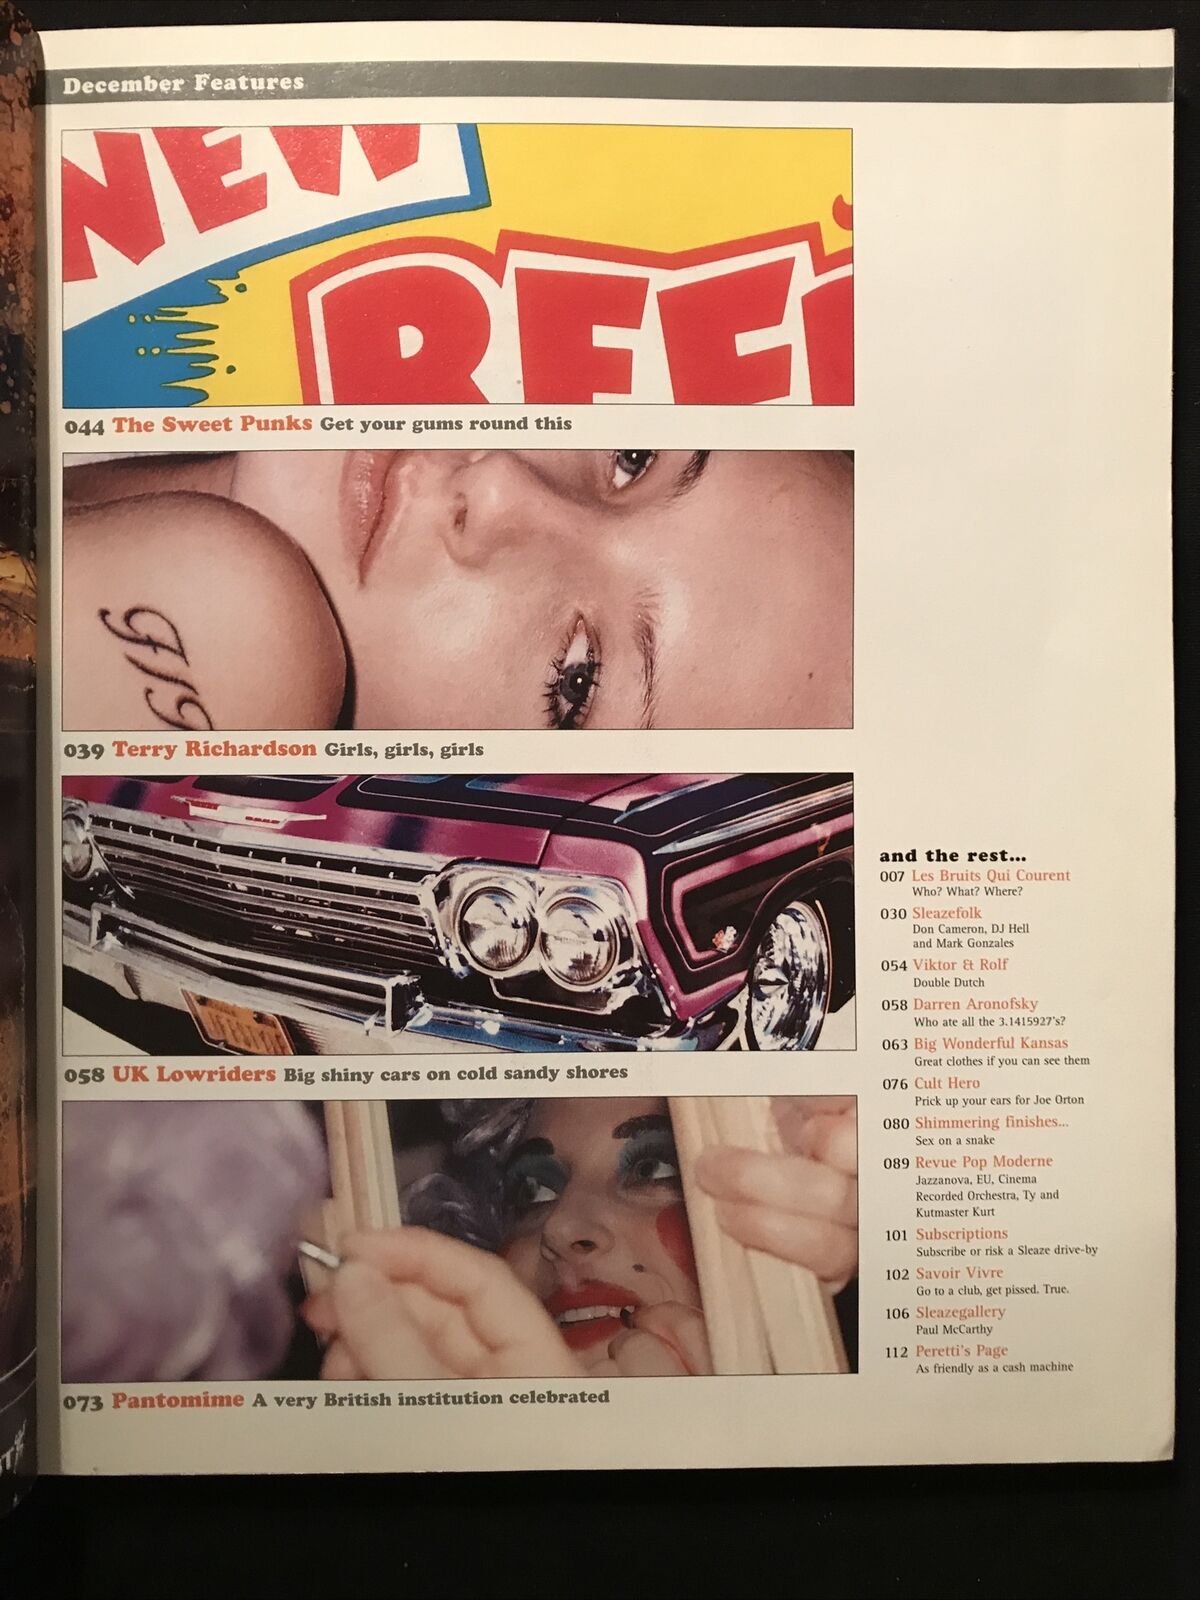 December Features
NEW
REE
044 The Sweet Punks Get your gums round this
girl
039 Terry Richardson Girls, girls, girls
058 UK Lowriders Big shiny cars on cold sandy shores
073 Pantomime A very British institution celebrated
and the rest...
007 Les Bruits Qui Courent
Who? What? Where?
030 Sleazefolk
Don Cameron, DJ Hell
and Mark Gonzales
054 Viktor & Rolf
Double Dutch
058 Darren Aronofsky
Who ate all the 3.1415927's?
063 Big Wonderful Kansas
Great clothes if you can see them
076 Cult Hero
Prick up your ears for Joe Orton
080 Shimmering finishes...
Sex on a snake
089 Revue Pop Moderne
Jazzanova, EU, Cinema
Recorded Orchestra, Ty and
Kutmaster Kurt
101 Subscriptions
Subscribe or risk a Sleaze drive-by
102 Savoir Vivre
Go to a club, get pissed. True.
106 Sleazegallery
Paul McCarthy
112 Peretti's Page
As friendly as a cash machine